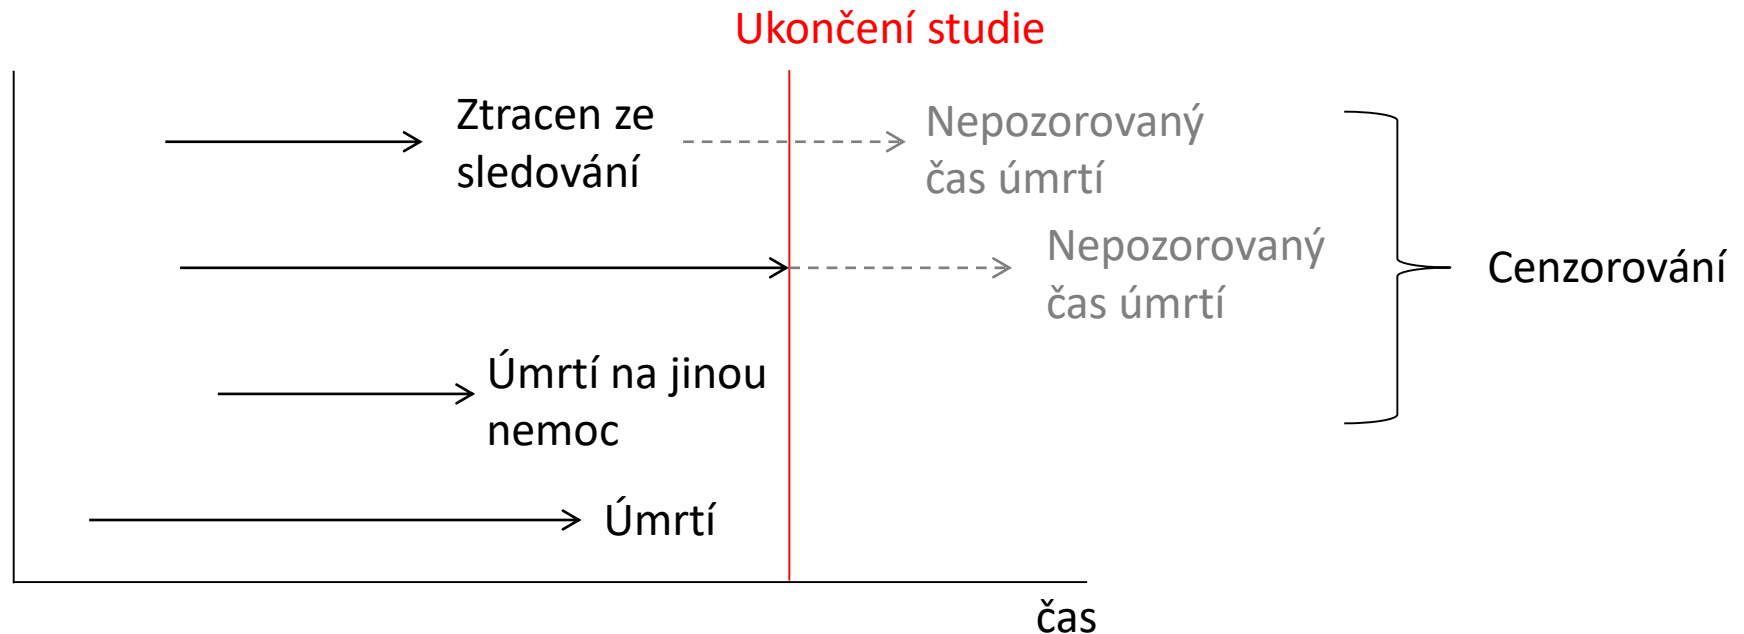 Ukončení studie
Ztracen ze
sledování
Nepozorovaný
čas úmrtí
Nepozorovaný
čas úmrtí
Cenzorování
Úmrtí na jinou
nemoc
Úmrtí
čas